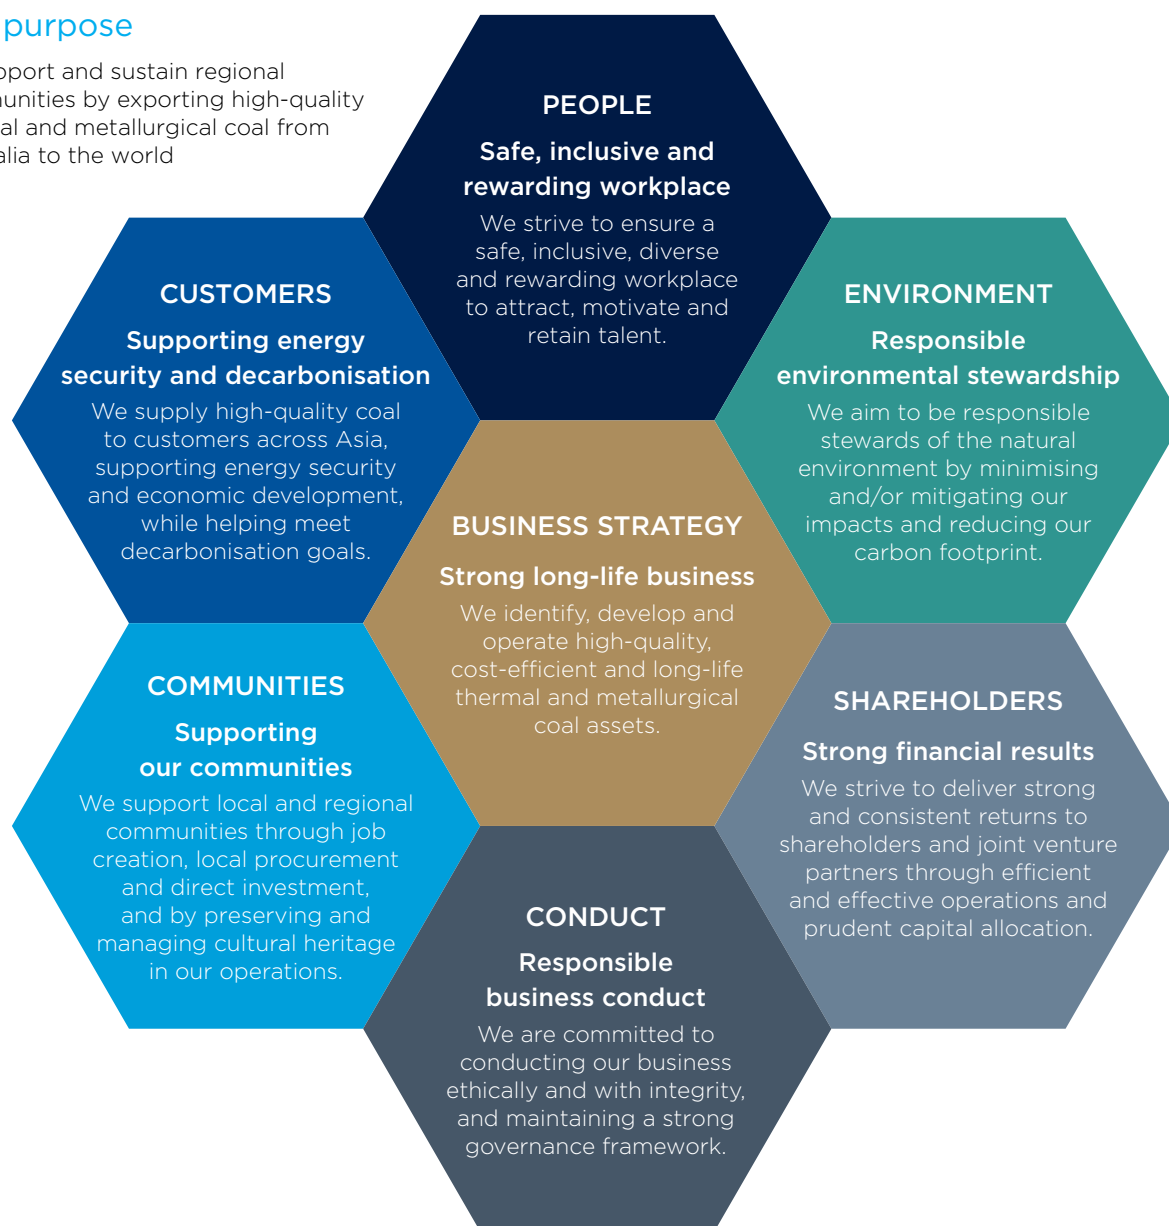 purpose
pport and sustain regional
unities by exporting high-quality
al and metallurgical coal from
alia to the world
PEOPLE
Safe, inclusive and
rewarding workplace
We strive to ensure a
safe, inclusive, diverse
and rewarding workplace
to attract, motivate and
retain talent.
CUSTOMERS
Supporting energy
security and decarbonisation
We supply high-quality coal
to customers across Asia,
supporting energy security
and economic development,
while helping meet
decarbonisation goals.
ENVIRONMENT
Responsible
environmental stewardship
We aim to be responsible
stewards of the natural
environment by minimising
and/or mitigating our
impacts and reducing our
carbon footprint.
BUSINESS STRATEGY
Strong long-life business
We identify, develop and
operate high-quality,
cost-efficient and long-life
thermal and metallurgical
coal assets.
COMMUNITIES
Supporting
our communities
We support local and regional
communities through job
creation, local procurement
and direct investment,
and by preserving and
managing cultural heritage
in our operations.
SHAREHOLDERS
Strong financial results
We strive to deliver strong
and consistent returns to
shareholders and joint venture
partners through efficient
and effective operations and
prudent capital allocation.
CONDUCT
Responsible
business conduct
We are committed to
conducting our business
ethically and with integrity,
and maintaining a strong
governance framework.